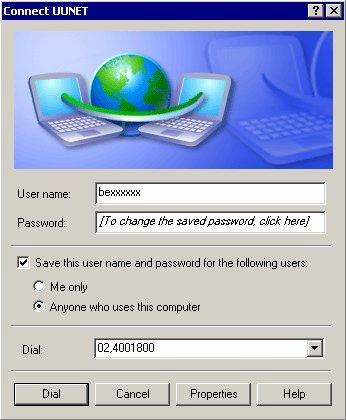 Connect UUNET
User name: bexxxxxx
Password: [To change the saved password, click here]
Save this user name and password for the following users:
Me only
Anyone who uses this computer
Dial: 02,4001800
Dial Cancel Properties Help